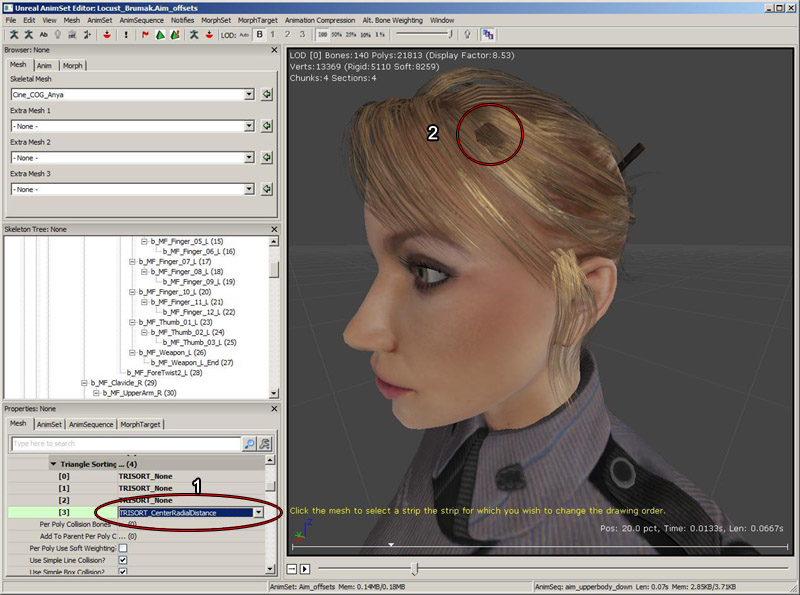 Unreal AnimSet Editor: Locust_Brumak.Aim_offsets
File Edit View Mesh AnimSet AnimSequence Notifies MorphSet MorphTarget Animation Compression Alt. Bone Weighting Window
Ab LOD: Auto B 1 2 3 100 50% 25% 10% 1%
Browser: None
Mesh Anim Morph
Skeletal Mesh
Cine_COG_Anya
Extra Mesh 1
- None -
Extra Mesh 2
- None -
Extra Mesh 3
- None -
Skeleton Tree: None
b_MF_Finger_05_L (15)
b_MF_Finger_06_L (16)
b_MF_Finger_07_L (17)
b_MF_Finger_08_L (18)
b_MF_Finger_09_L (19)
b_MF_Finger_10_L (20)
b_MF_Finger_11_L (21)
b_MF_Finger_12_L (22)
b_MF_Thumb_01_L (23)
b_MF_Thumb_02_L (24)
b_MF_Thumb_03_L (25)
b_MF_Weapon_L (26)
b_MF_Weapon_L_End (27)
b_MF_ForeTwist2_L (28)
b_MF_Clavicle_R (29)
b_MF_UpperArm_R (30)
Properties: None
Mesh AnimSet AnimSequence MorphTarget
Type here to search
Triangle Sorting ... (4)
[0] TRISORT_None
1
[1] TRISORT_None
[2] TRISORT_None
[3] TRISORT_CenterRadialDistance
Per Poly Collision Bones ... (0)
Add To Parent Per Poly C ... (0)
Per Poly Use Soft Weighting
Use Simple Line Collision?
Use Simple Box Collision?
LOD [0] Bones:140 Polys:21813 (Display Factor:8.53)
Verts:13369 (Rigid:5110 Soft:8259)
Chunks:4 Sections:4
2
Click the mesh to select a strip the strip for which you wish to change the drawing order.
Z
Pos: 20.0 pct, Time: 0.0133s, Len: 0.0667s
AnimSet: Aim_offsets Mem: 0.14MB/0.18MB
AnimSeq: aim_upperbody_down Len: 0.07s Mem: 2.85KB/3.71KB